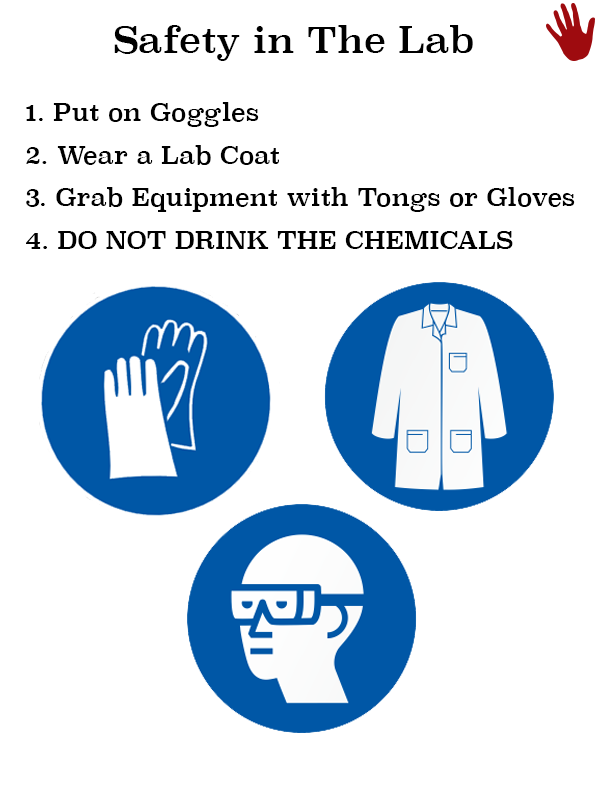 Safety in The Lab
1. Put on Goggles
2. Wear a Lab Coat
3. Grab Equipment with Tongs or Gloves
4. DO NOT DRINK THE CHEMICALS